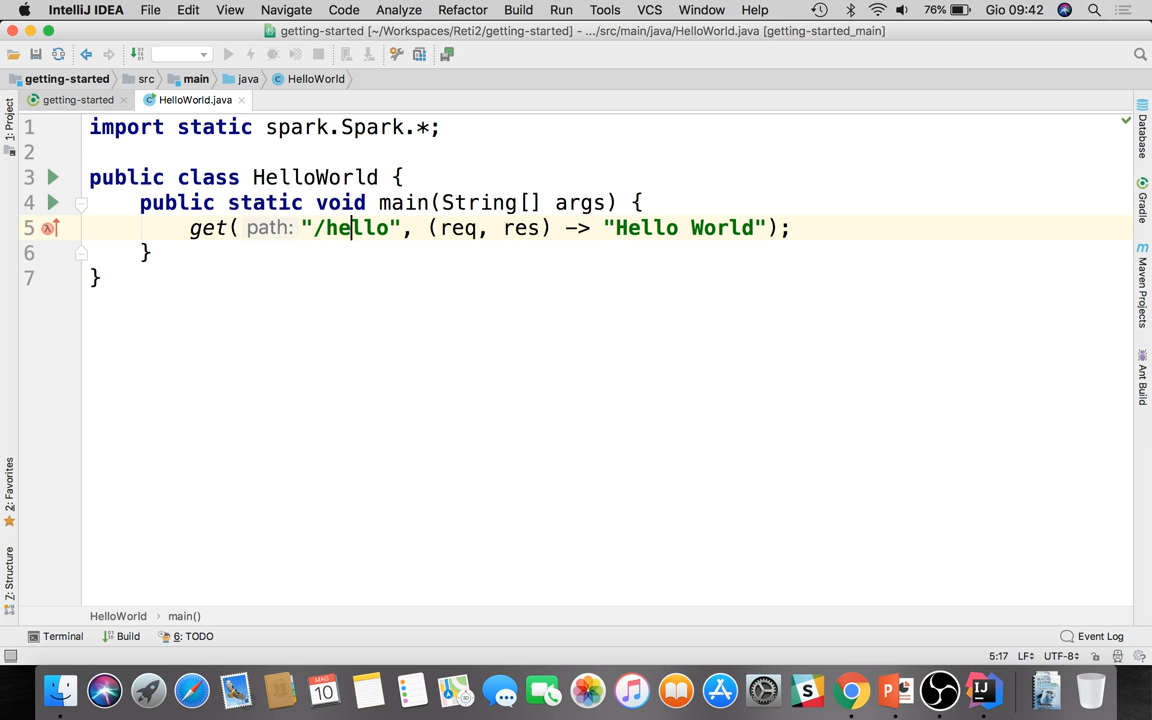 IntelliJ IDEA File Edit View Navigate Code Analyze Refactor Build Run Tools VCS Window Help 76% Gio 09:42
getting-started [~/Workspaces/Reti2/getting-started] - .../src/main/java/HelloWorld.java [getting-started_main]
getting-started src main java HelloWorld
getting-started HelloWorld.java
1 import static spark.Spark.*;
2
3 public class HelloWorld {
4 public static void main(String[] args) {
5 get( path: "/hello", (req, res) -> "Hello World");
6 }
7 }
1: Project
2: Favorites
7: Structure
Database
Gradle
Maven Projects
Ant Build
HelloWorld › main()
Terminal Build 6: TODO Event Log
5:17 LF UTF-8
MAG
10